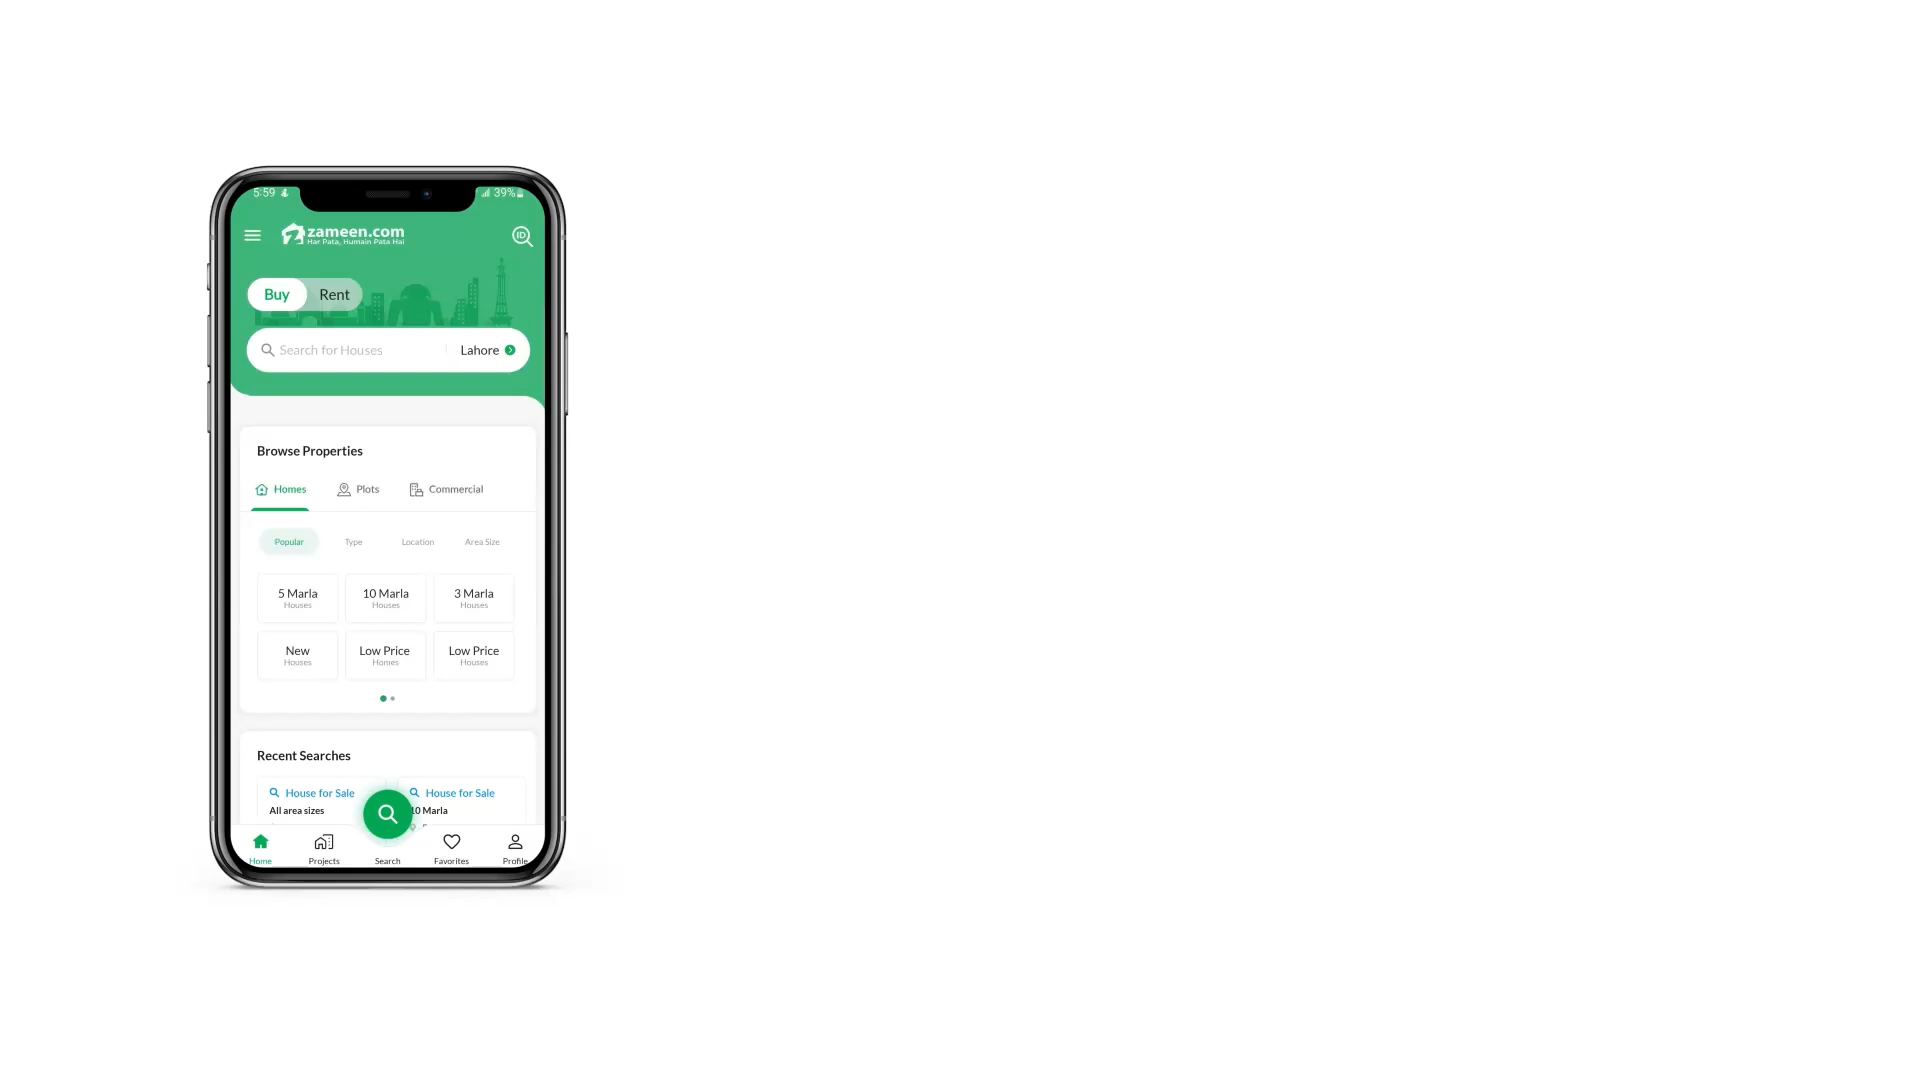 5:59
39%
zameen.com
Har Pata, Humain Pata Hai
ID
Buy Rent
Search for Houses Lahore
Browse Properties
Homes Plots Commercial
Popular Type Location Area Size
5 Marla 10 Marla 3 Marla
Houses Houses Houses
New Low Price Low Price
Houses Homes Houses
Recent Searches
House for Sale House for Sale
All area sizes 10 Marla
Home Projects Search Favorites Profile